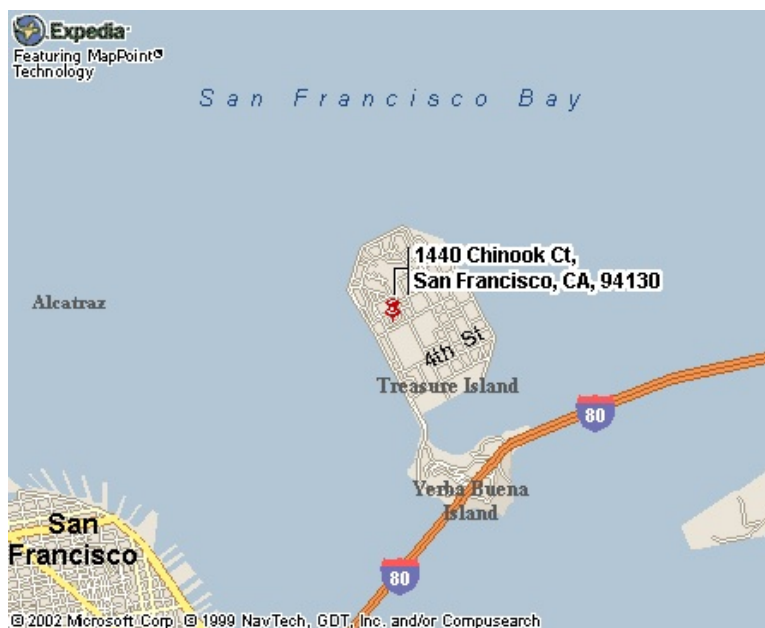 Expedia
Featuring MapPoint®
Technology
San Francisco Bay
1440 Chinook Ct,
San Francisco, CA, 94130
Alcatraz
4th St
Treasure Island
80
Yerba Buena
Island
San
Francisco
80
© 2002 Microsoft Corp © 1999 NavTech, GDT, Inc. and/or Compusearch